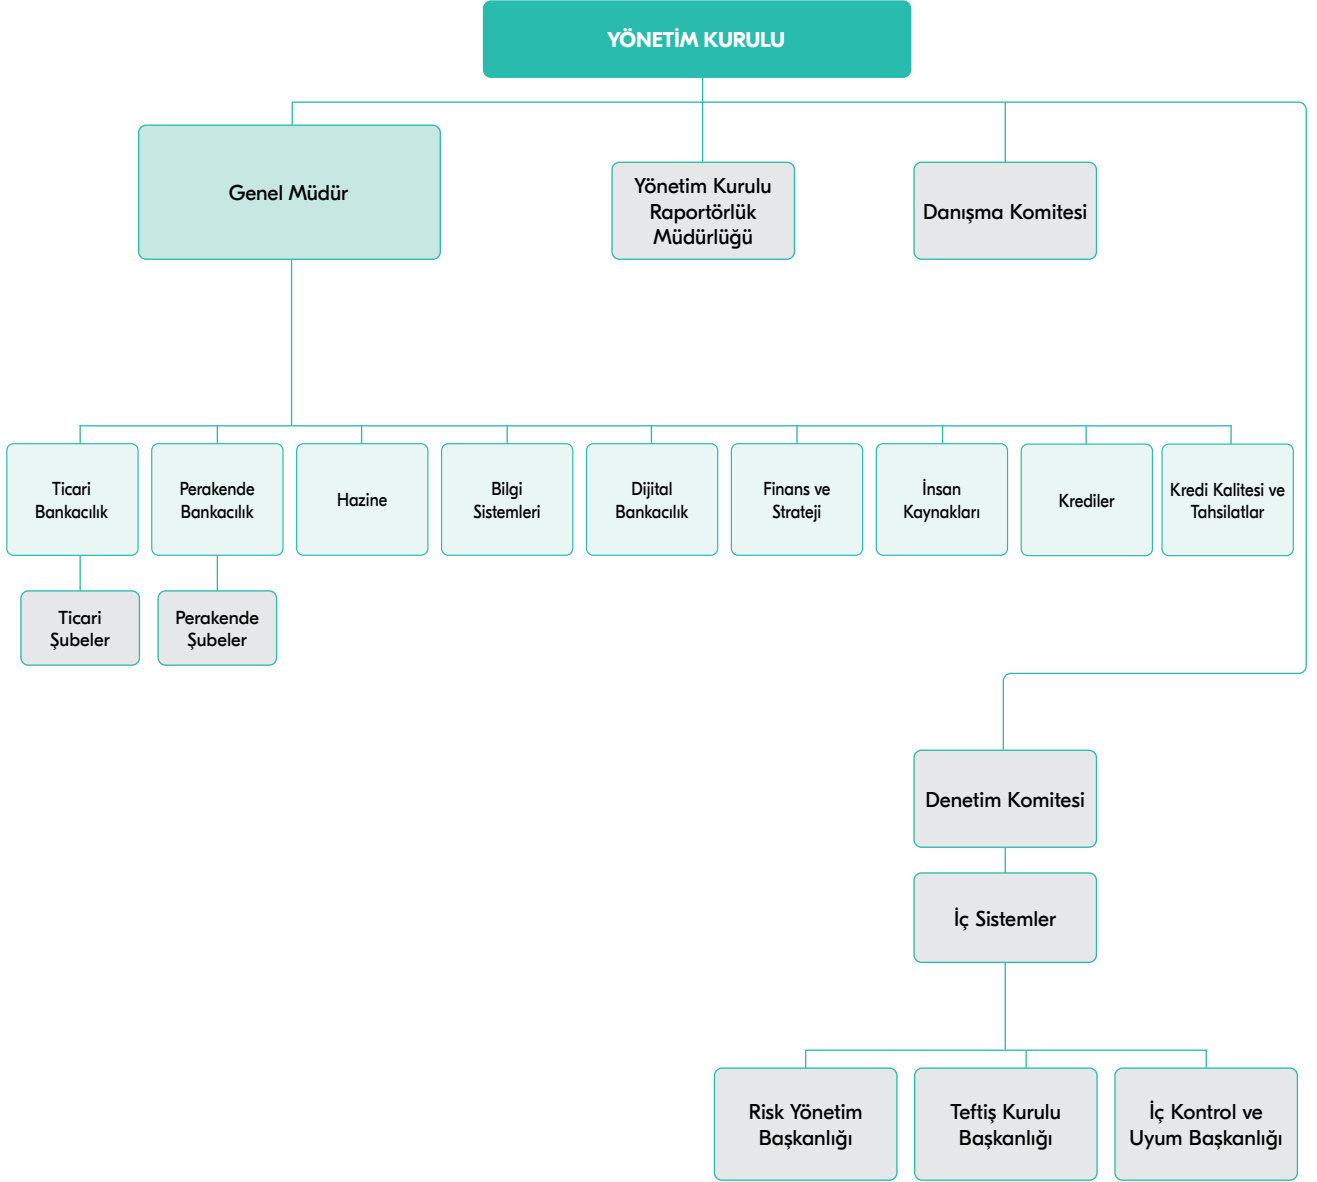 YÖNETİM KURULU
Genel Müdür
Yönetim Kurulu
Raportörlük
Müdürlüğü
Danışma Komitesi
Ticari
Bankacılık
Perakende
Bankacılık
Hazine
Bilgi
Sistemleri
Dijital
Bankacılık
Finans ve
Strateji
İnsan
Kaynakları
Krediler
Kredi Kalitesi ve
Tahsilatlar
Ticari
Şubeler
Perakende
Şubeler
Denetim Komitesi
İç Sistemler
Risk Yönetim
Başkanlığı
Teftiş Kurulu
Başkanlığı
İç Kontrol ve
Uyum Başkanlığı